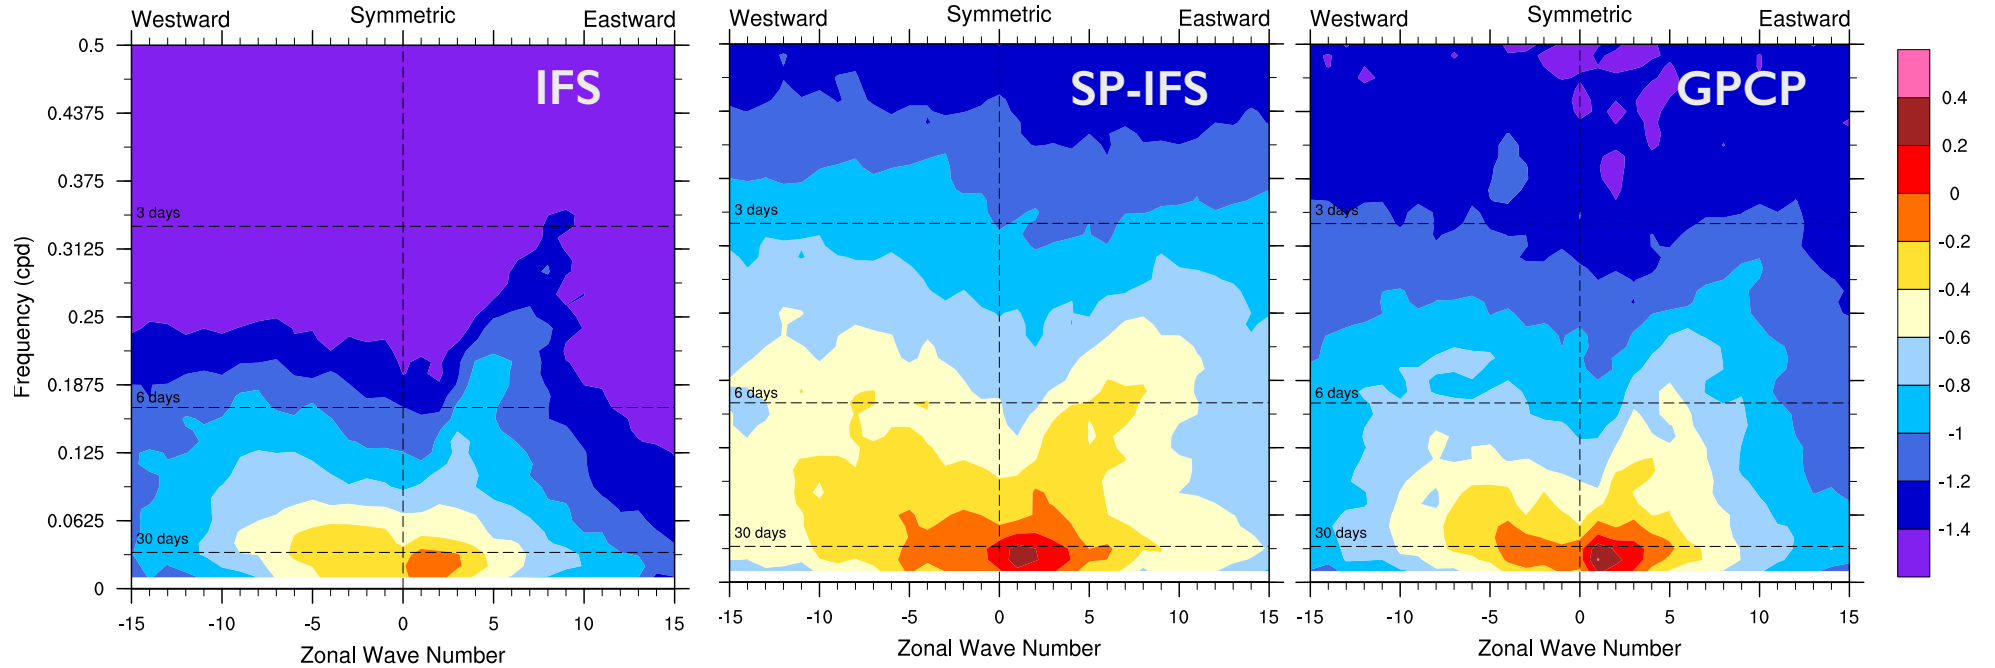 Westward Symmetric Eastward
IFS
0.5
0.4375
0.375
0.3125
0.25
0.1875
0.125
0.0625
0
Frequency (cpd)
3 days
6 days
30 days
-15 -10 -5 0 5 10 15
Zonal Wave Number
Westward Symmetric Eastward
SP-IFS
3 days
6 days
30 days
-15 -10 -5 0 5 10 15
Zonal Wave Number
Westward Symmetric Eastward
GPCP
3 days
6 days
30 days
-15 -10 -5 0 5 10 15
Zonal Wave Number
0.4
0.2
0
-0.2
-0.4
-0.6
-0.8
-1
-1.2
-1.4